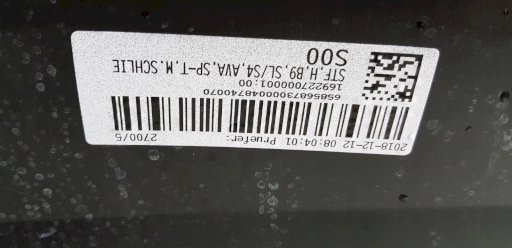 2018-12-12 08:04:01 Pruefer: 2700/5
6585687300000487400070
169227000001:00
STF,H,B9,SL/S4,AVA,SP-T,M.SCHLIE
S00